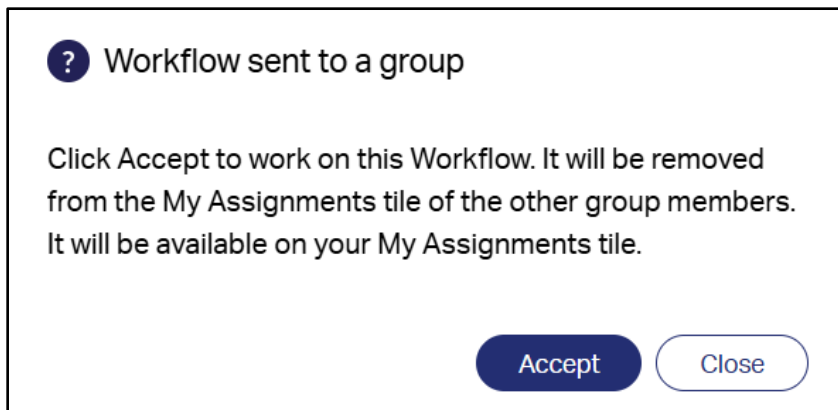 ? Workflow sent to a group
Click Accept to work on this Workflow. It will be removed
from the My Assignments tile of the other group members.
It will be available on your My Assignments tile.
Accept Close